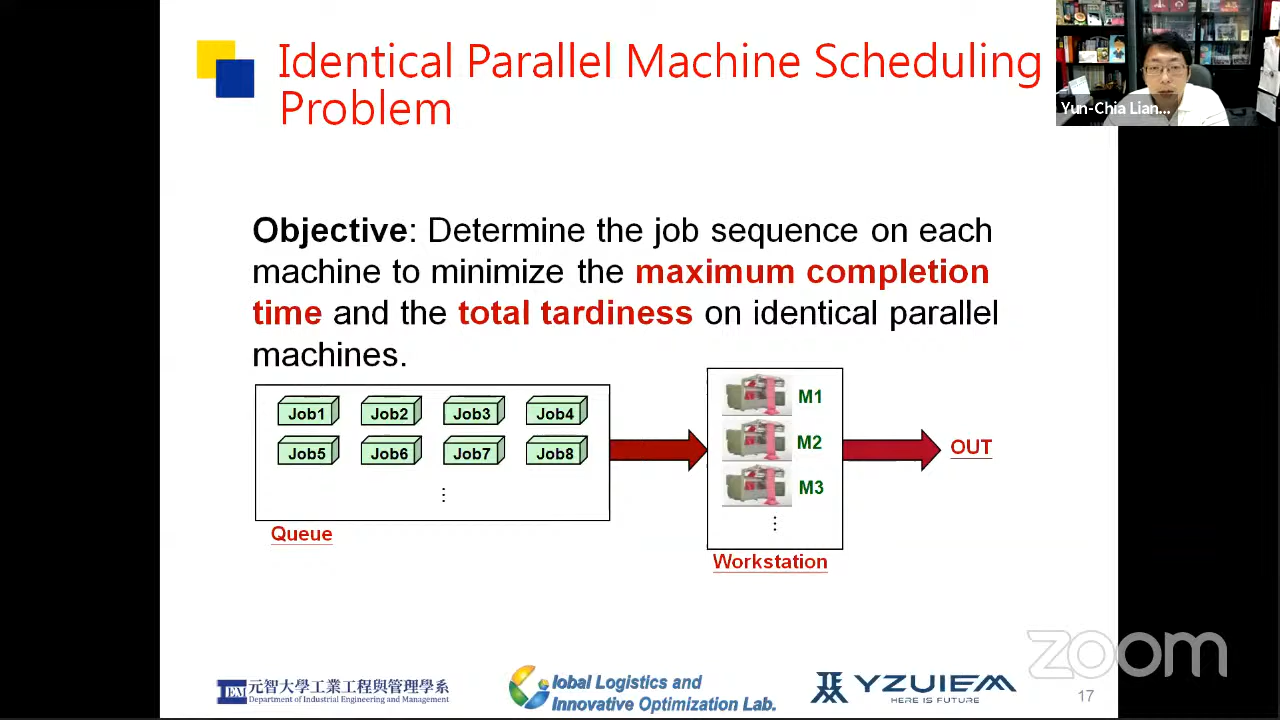 Identical Parallel Machine Scheduling
Problem
Yun-Chia Lian...
Objective: Determine the job sequence on each
machine to minimize the maximum completion
time and the total tardiness on identical parallel
machines.
Job1 Job2 Job3 Job4
Job5 Job6 Job7 Job8
⋮
Queue
M1
M2
M3
⋮
Workstation
OUT
zoom
IEM 元智大學工業工程與管理學系
Department of Industrial Engineering and Management
Global Logistics and
Innovative Optimization Lab.
YZUIEM
HERE IS FUTURE
17